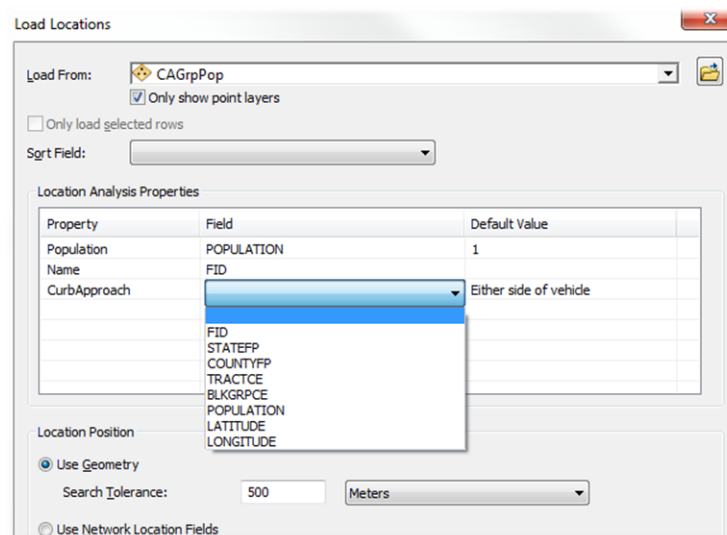 Load Locations
Load From: CAGrpPop
Only show point layers
Only load selected rows
Sort Field:
Location Analysis Properties
Property Field Default Value
Population POPULATION 1
Name FID
CurbApproach Either side of vehicle
FID
STATEFP
COUNTYFP
TRACTCE
BLKGRPCE
POPULATION
LATITUDE
LONGITUDE
Location Position
Use Geometry
Search Tolerance: 500 Meters
Use Network Location Fields